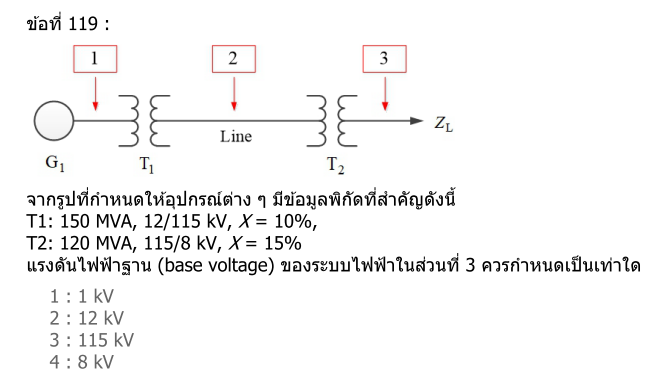 ข้อที่ 119 :
1 2 3
Line Z_L
G₁ T₁ T₂
จากรูปที่กำหนดให้อุปกรณ์ต่าง ๆ มีข้อมูลพิกัดที่สำคัญดังนี้
T1: 150 MVA, 12/115 kV, X = 10%,
T2: 120 MVA, 115/8 kV, X = 15%
แรงดันไฟฟ้าฐาน (base voltage) ของระบบไฟฟ้าในส่วนที่ 3 ควรกำหนดเป็นเท่าใด
1 : 1 kV
2 : 12 kV
3 : 115 kV
4 : 8 kV